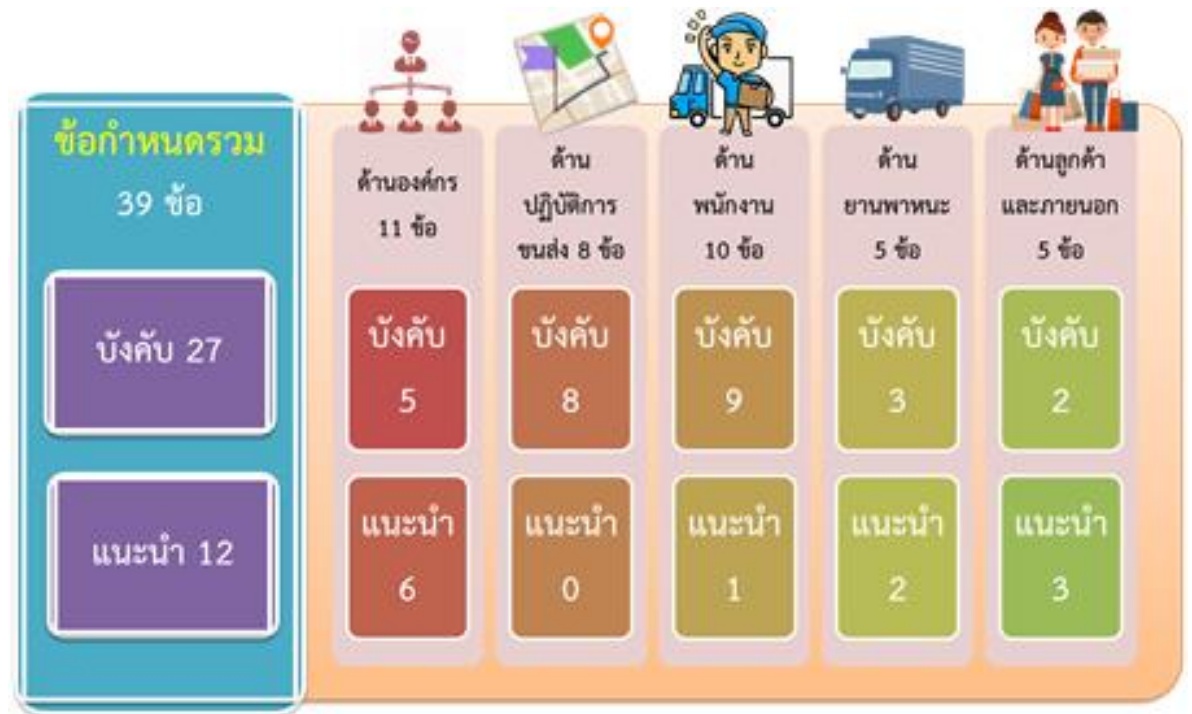 ข้อกำหนดรวม
39 ข้อ
บังคับ 27
แนะนำ 12
ด้านองค์กร
11 ข้อ
บังคับ
5
แนะนำ
6
ด้าน
ปฏิบัติการ
ขนส่ง 8 ข้อ
บังคับ
8
แนะนำ
0
ด้าน
พนักงาน
10 ข้อ
บังคับ
9
แนะนำ
1
ด้าน
ยานพาหนะ
5 ข้อ
บังคับ
3
แนะนำ
2
ด้านลูกค้า
และภายนอก
5 ข้อ
บังคับ
2
แนะนำ
3